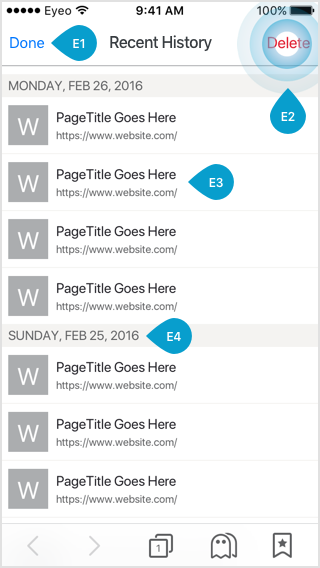 Eyeo 9:41 AM 100%
Done E1 Recent History Delete
E2
MONDAY, FEB 26, 2016
W PageTitle Goes Here
https://www.website.com/
W PageTitle Goes Here
https://www.website.com/
E3
W PageTitle Goes Here
https://www.website.com/
W PageTitle Goes Here
https://www.website.com/
SUNDAY, FEB 25, 2016 E4
W PageTitle Goes Here
https://www.website.com/
W PageTitle Goes Here
https://www.website.com/
W PageTitle Goes Here
https://www.website.com/
1